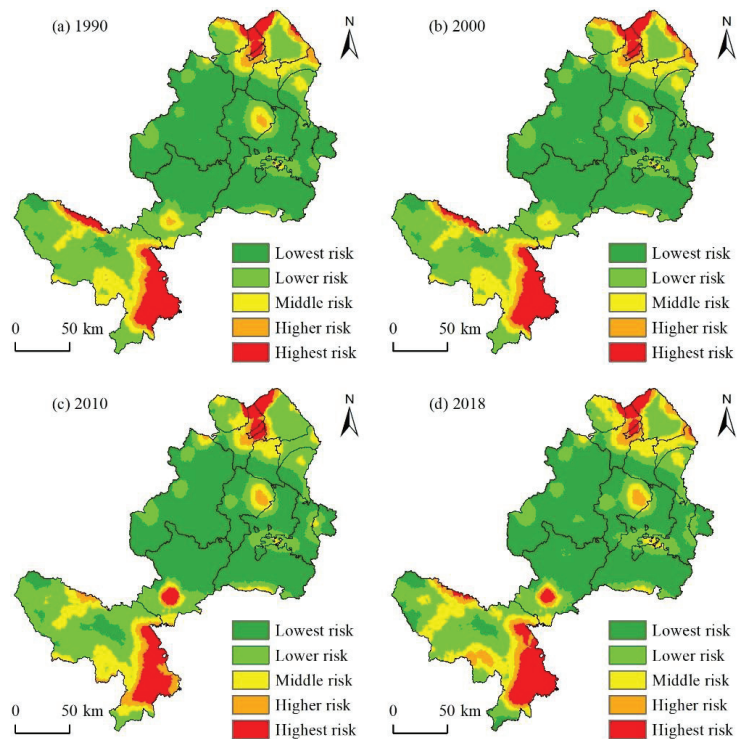 (a) 1990
N
Lowest risk
Lower risk
Middle risk
Higher risk
Highest risk
0 50 km
(b) 2000
N
Lowest risk
Lower risk
Middle risk
Higher risk
Highest risk
0 50 km
(c) 2010
N
Lowest risk
Lower risk
Middle risk
Higher risk
Highest risk
0 50 km
(d) 2018
N
Lowest risk
Lower risk
Middle risk
Higher risk
Highest risk
0 50 km